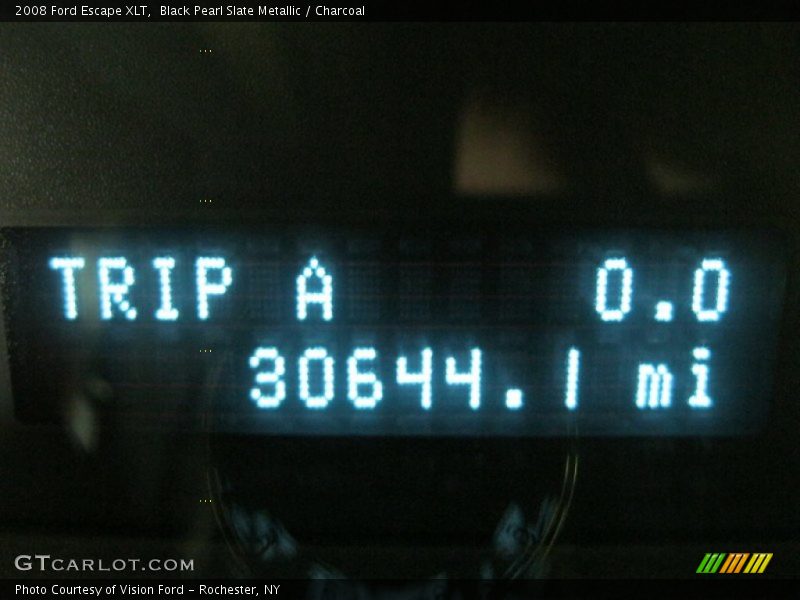 2008 Ford Escape XLT,  Black Pearl Slate Metallic / Charcoal
TRIP A 0.0
30644.1 mi
GTCARLOT.COM
Photo Courtesy of Vision Ford - Rochester, NY